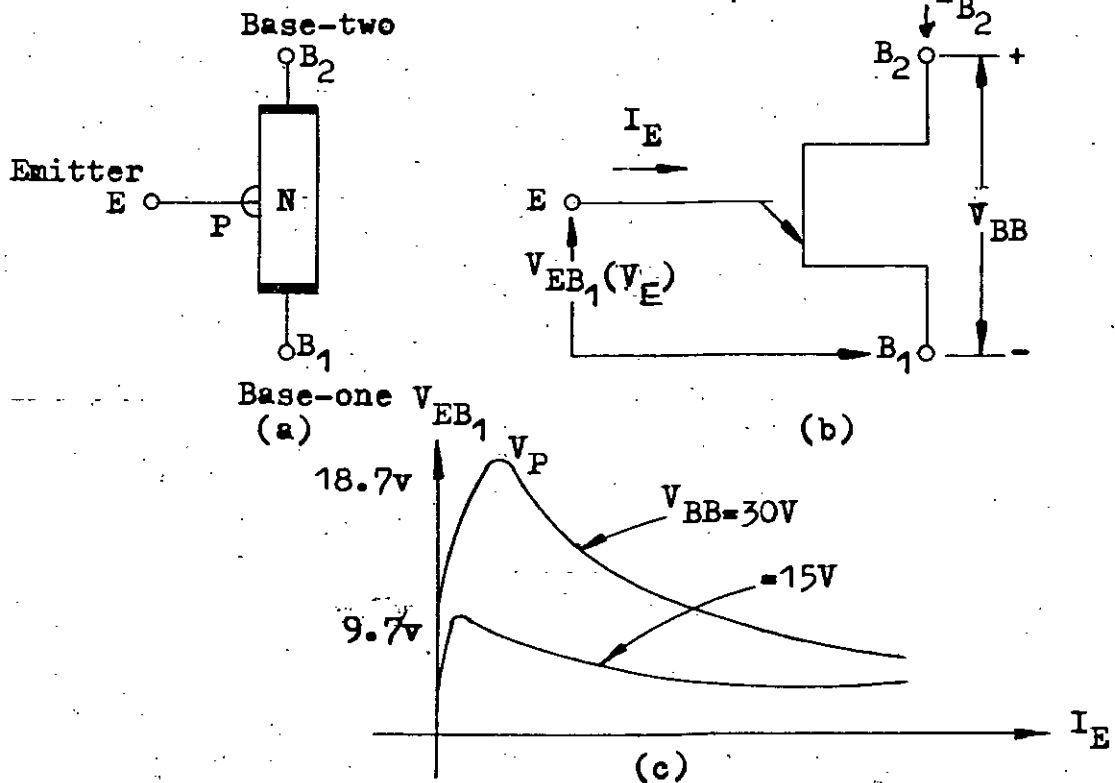 Base-two
B2
Emitter
E
P
N
B1
Base-one
(a)
B2
B2
+
IE
E
VBB
VEB1(VE)
B1
-
(b)
VEB1
VP
18.7v
VBB=30V
=15V
9.7v
IE
(c)